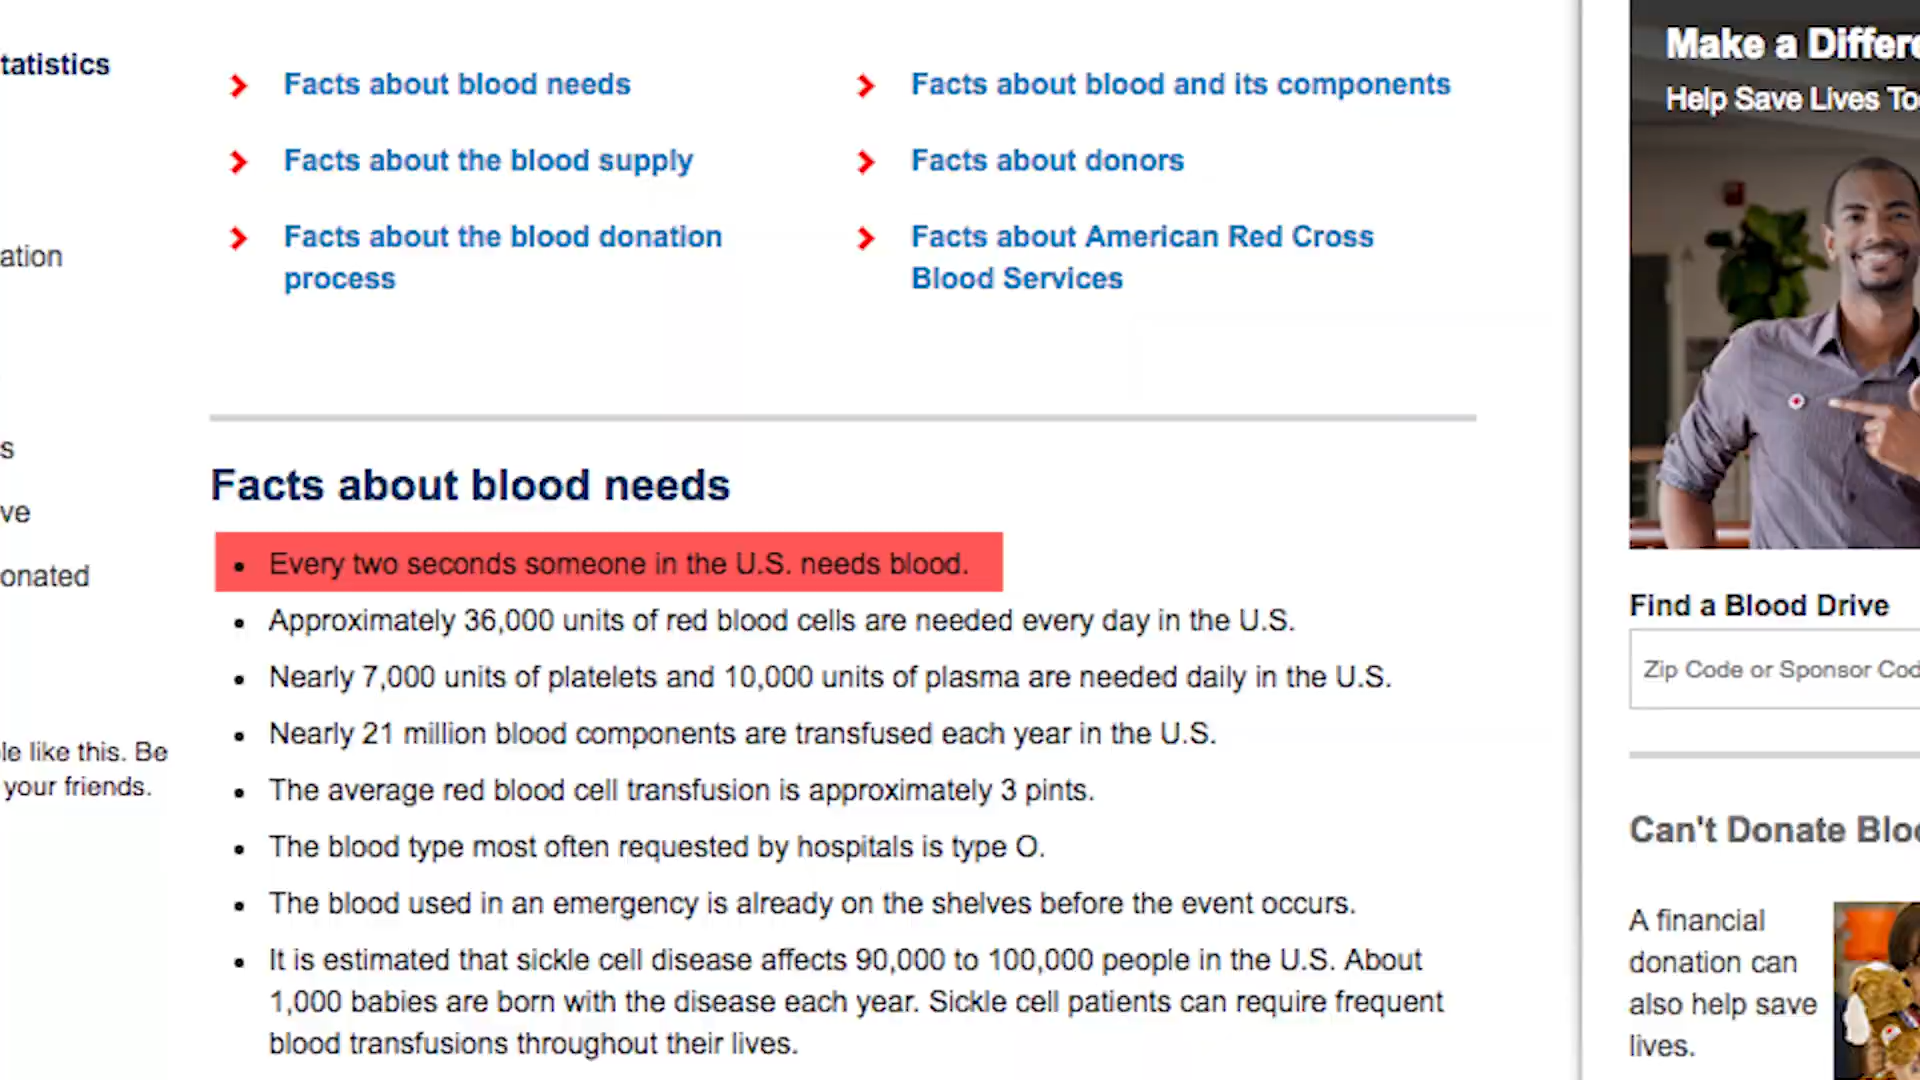 tatistics
ation
s
ve
onated
le like this. Be
your friends.
Facts about blood needs
Facts about the blood supply
Facts about the blood donation
process
Facts about blood and its components
Facts about donors
Facts about American Red Cross
Blood Services
Facts about blood needs
Every two seconds someone in the U.S. needs blood.
Approximately 36,000 units of red blood cells are needed every day in the U.S.
Nearly 7,000 units of platelets and 10,000 units of plasma are needed daily in the U.S.
Nearly 21 million blood components are transfused each year in the U.S.
The average red blood cell transfusion is approximately 3 pints.
The blood type most often requested by hospitals is type O.
The blood used in an emergency is already on the shelves before the event occurs.
It is estimated that sickle cell disease affects 90,000 to 100,000 people in the U.S. About
1,000 babies are born with the disease each year. Sickle cell patients can require frequent
blood transfusions throughout their lives.
Make a Differe
Help Save Lives To
Find a Blood Drive
Zip Code or Sponsor Cod
Can't Donate Bloo
A financial
donation can
also help save
lives.